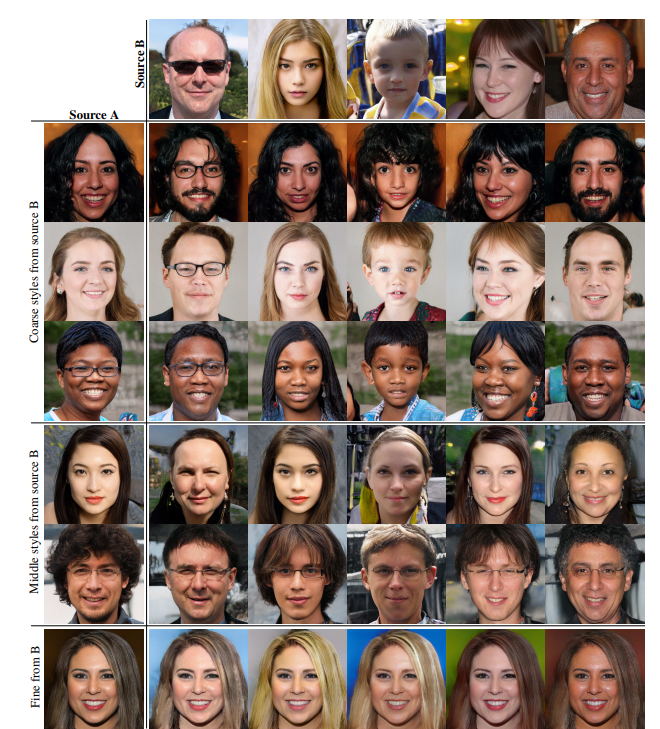 Source B
Source A
Coarse styles from source B
Middle styles from source B
Fine from B